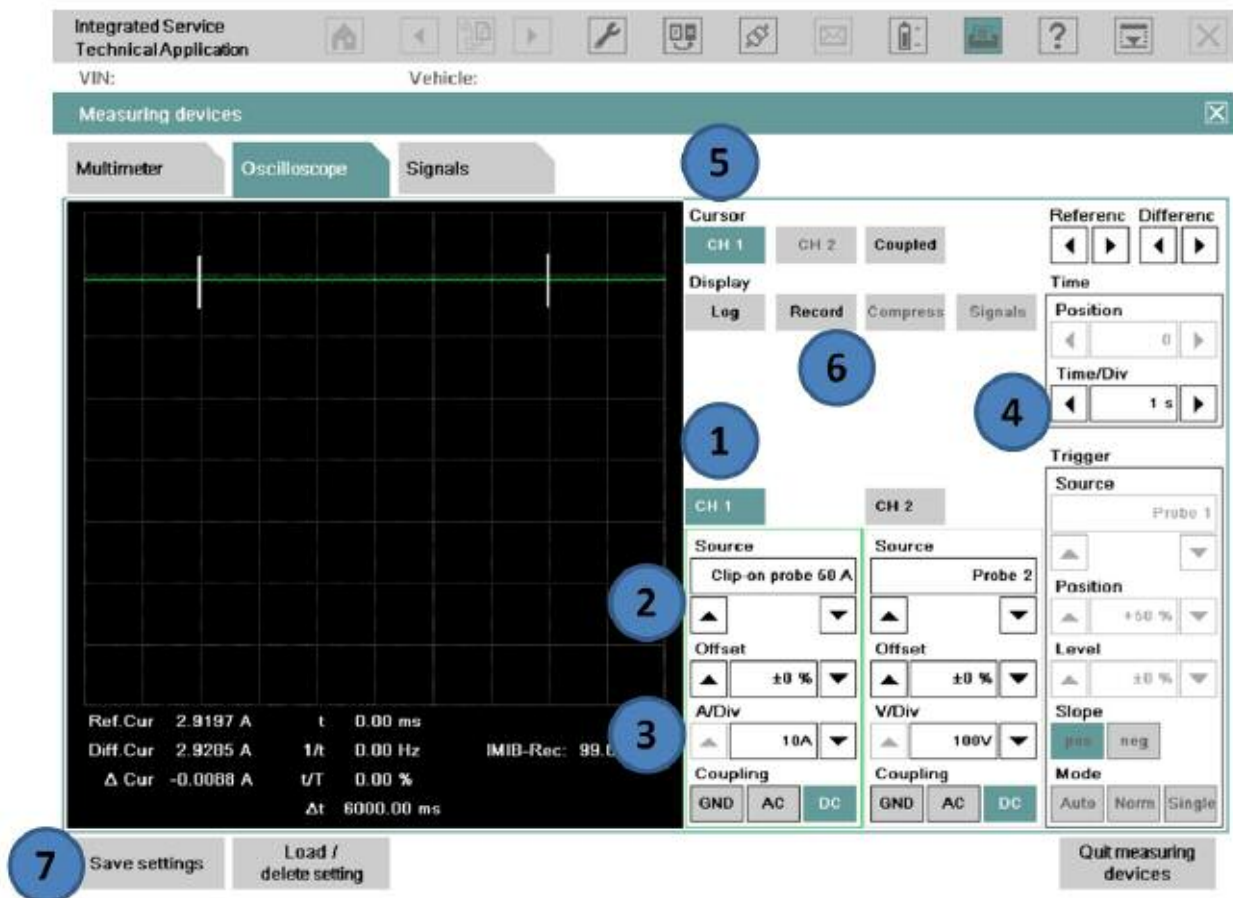 Integrated Service
Technical Application
VIN:
Vehicle:
Measuring devices
Multimeter
Oscilloscope
Signals
5
Cursor
CH 1
CH 2
Coupled
Referenc Differenc
Display
Log
Record
Compress
Signals
6
Time
Position
0
Time/Div
4
1 s
1
CH 1
CH 2
Trigger
Source
Probe 1
Position
+50 %
Level
±0 %
Slope
pos
neg
Mode
Auto
Norm
Single
Source
Clip-on probe 50 A
2
Offset
±0 %
A/Div
3
10A
Coupling
GND
AC
DC
Source
Probe 2
Offset
±0 %
V/Div
100V
Coupling
GND
AC
DC
Ref.Cur 2.9197 A t 0.00 ms
Diff.Cur 2.9285 A 1/t 0.00 Hz IMIB-Rec: 99.
Δ Cur -0.0088 A t/T 0.00 %
Δt 6000.00 ms
7
Save settings
Load /
delete setting
Quit measuring
devices